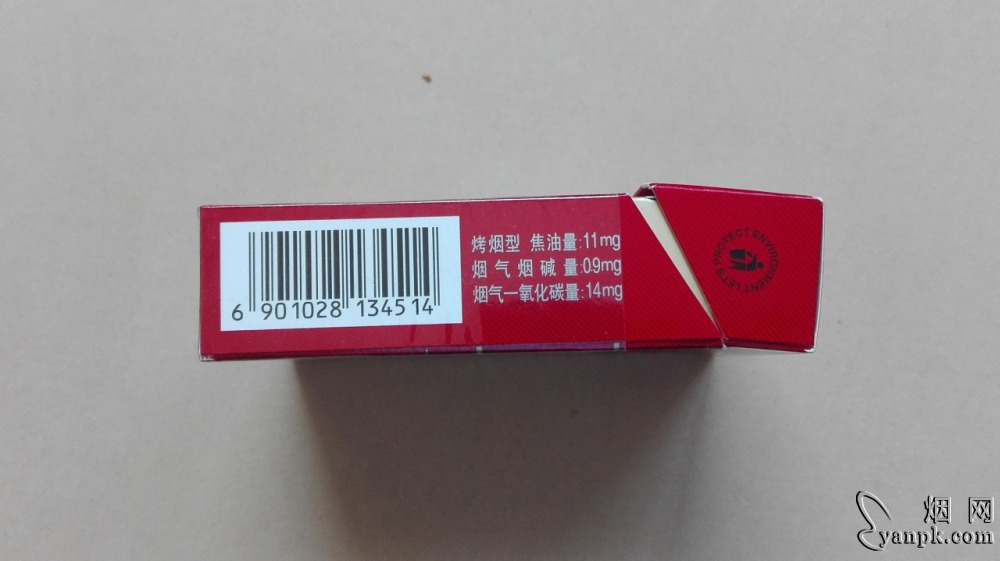 烤烟型 焦油量:11mg
烟气烟碱量:0.9mg
烟气一氧化碳量:14mg
6 901028 134514
PROTECT ENVIRONMENT LET'S
烟网
yanpk.com